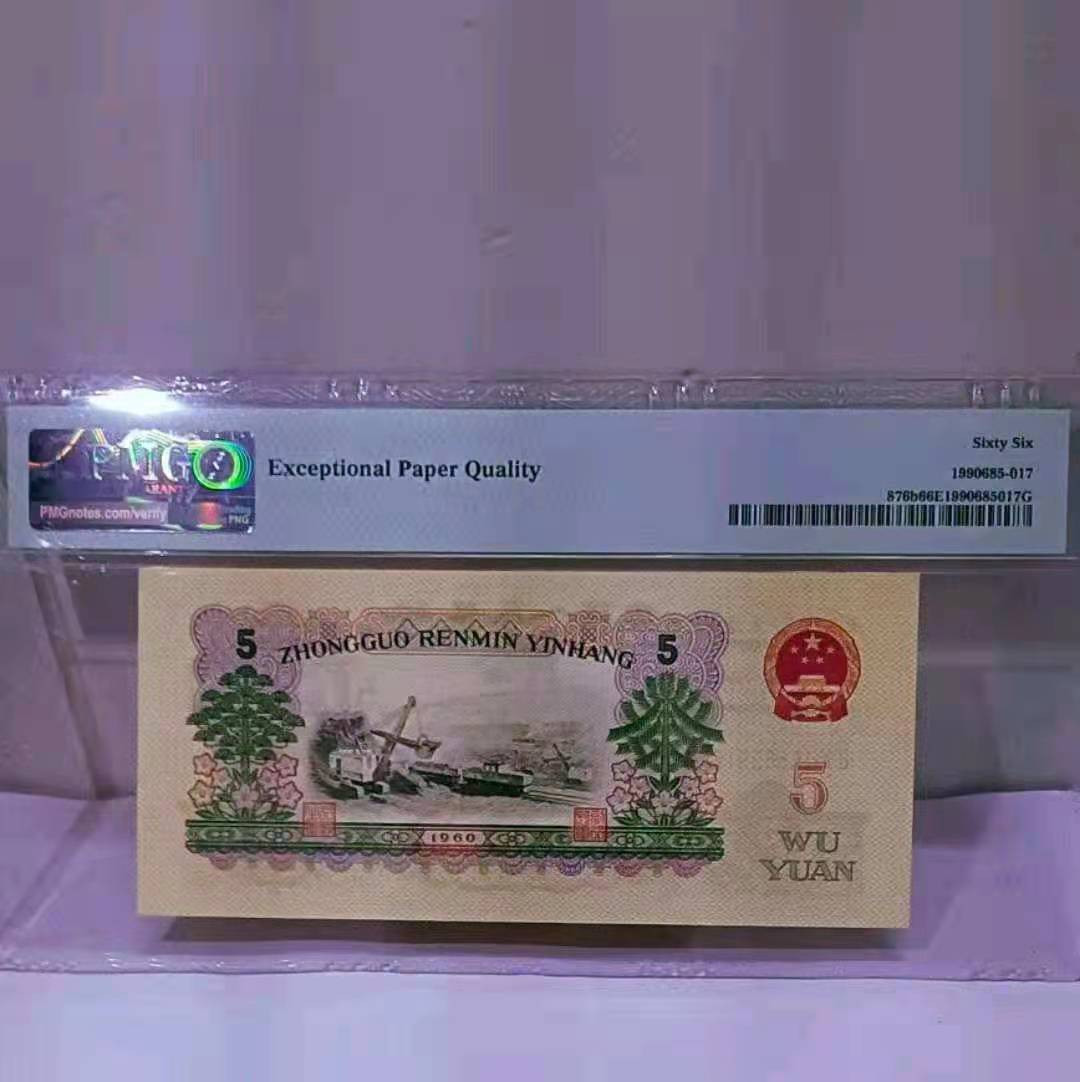 PMG
PMGnotes.com/verify
PNG
Exceptional Paper Quality
Sixty Six
1990685-017
876b66E1990685017G
5
ZHONGGUO RENMIN YINHANG
5
1960
5
WU
YUAN